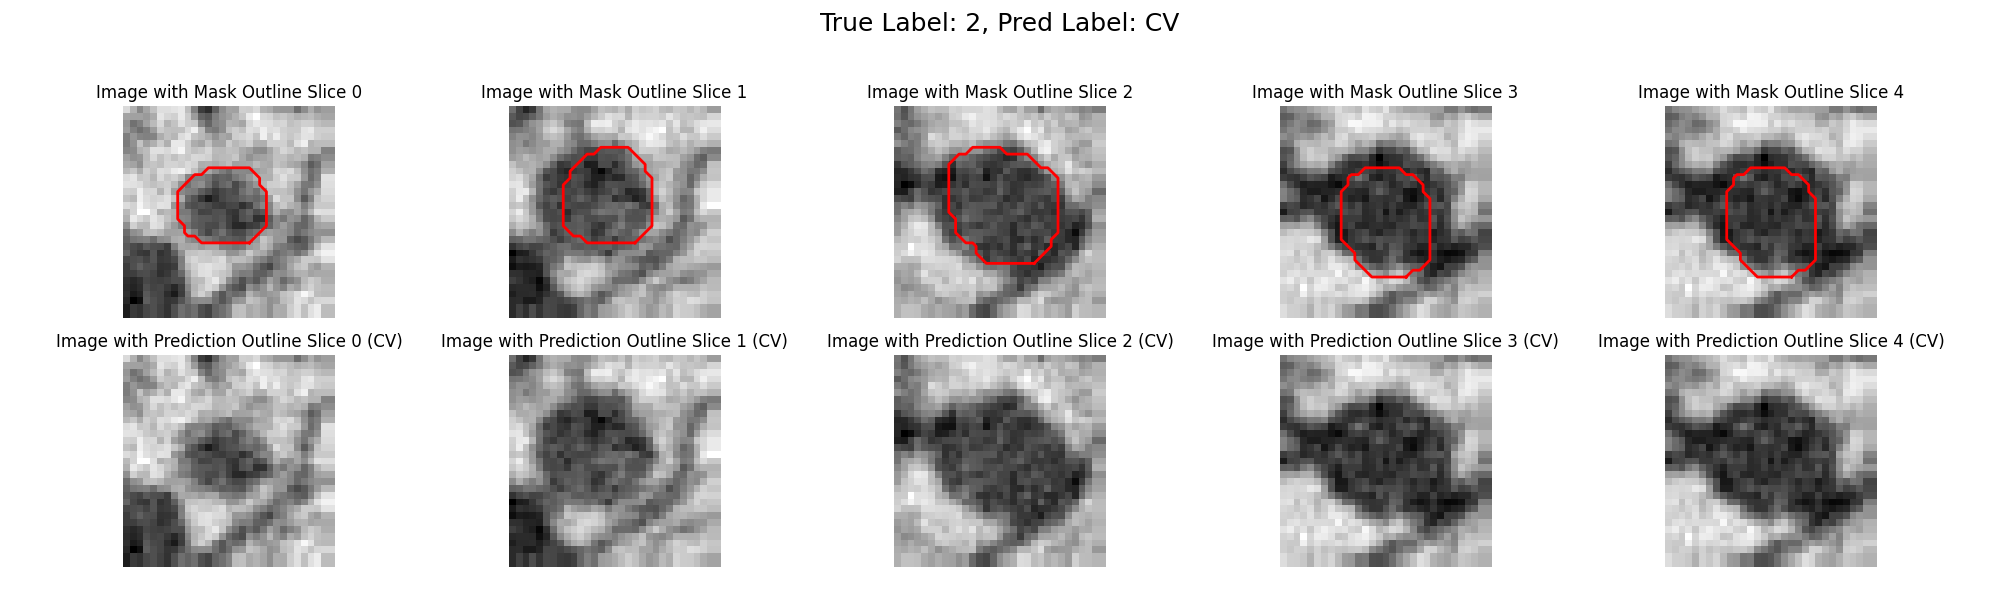 True Label: 2, Pred Label: CV
Image with Mask Outline Slice 0
Image with Mask Outline Slice 1
Image with Mask Outline Slice 2
Image with Mask Outline Slice 3
Image with Mask Outline Slice 4
Image with Prediction Outline Slice 0 (CV)
Image with Prediction Outline Slice 1 (CV)
Image with Prediction Outline Slice 2 (CV)
Image with Prediction Outline Slice 3 (CV)
Image with Prediction Outline Slice 4 (CV)